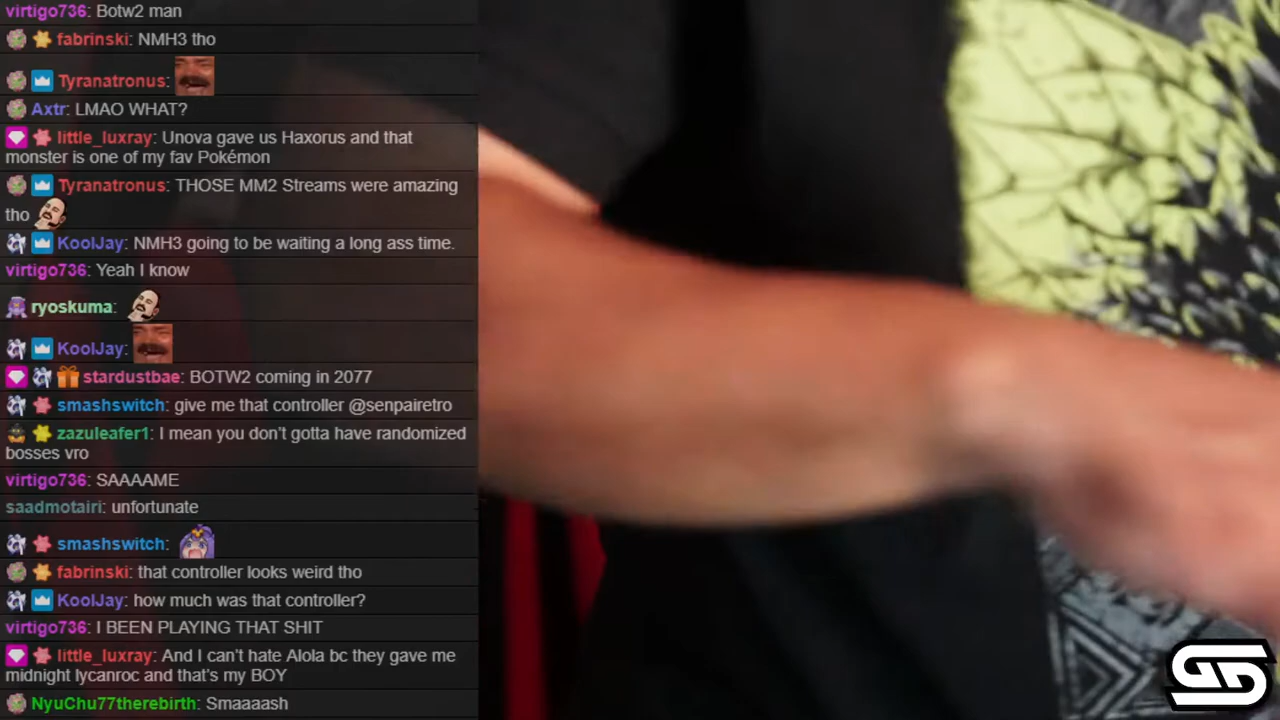 virtigo736: Botw2 man
fabrinski: NMH3 tho
Tyranatronus:
Axtr: LMAO WHAT?
little_luxray: Unova gave us Haxorus and that
monster is one of my fav Pokémon
Tyranatronus: THOSE MM2 Streams were amazing
tho
KoolJay: NMH3 going to be waiting a long ass time.
virtigo736: Yeah I know
ryoskuma:
KoolJay:
stardustbae: BOTW2 coming in 2077
smashswitch: give me that controller @senpairetro
zazuleafer1: I mean you don't gotta have randomized
bosses vro
virtigo736: SAAAAME
saadmotairi: unfortunate
smashswitch:
fabrinski: that controller looks weird tho
KoolJay: how much was that controller?
virtigo736: I BEEN PLAYING THAT SHIT
little_luxray: And I can't hate Alola bc they gave me
midnight lycanroc and that's my BOY
NyuChu77therebirth: Smaaaash